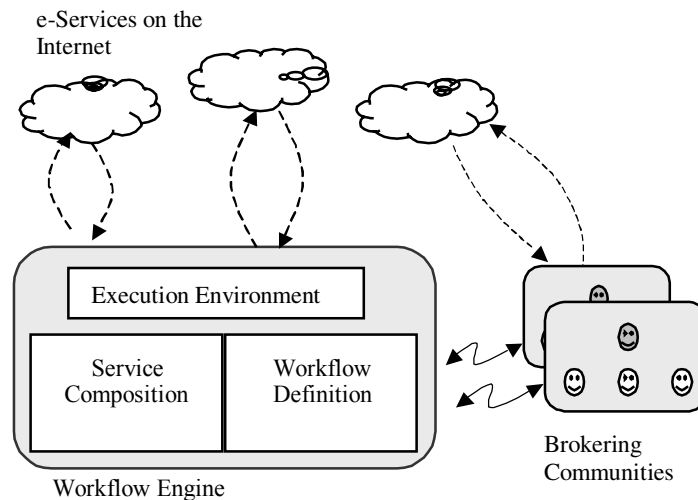 e-Services on the
Internet
Execution Environment
Service
Composition
Workflow
Definition
Brokering
Communities
Workflow Engine